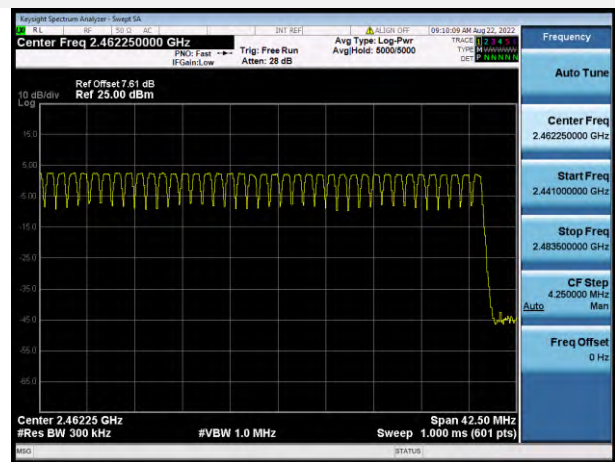 Keysight Spectrum Analyzer - Swept SA
RL RF 50 Ω AC INT REF ALIGN OFF 09:10:09 AM Aug 22, 2022
Center Freq 2.462250000 GHz
PNO: Fast
IFGain:Low
Trig: Free Run
Atten: 28 dB
Avg Type: Log-Pwr
Avg|Hold: 5000/5000
TRACE 1 2 3 4 5 6
TYPE M WWWWW
DET P N N N N N
Frequency
Auto Tune
Center Freq
2.462250000 GHz
Start Freq
2.441000000 GHz
Stop Freq
2.483500000 GHz
CF Step
4.250000 MHz
Auto Man
Freq Offset
0 Hz
Ref Offset 7.61 dB
10 dB/div Ref 25.00 dBm
Log
15.0
5.00
-5.00
-15.0
-25.0
-35.0
-45.0
-55.0
-65.0
Center 2.46225 GHz Span 42.50 MHz
#Res BW 300 kHz #VBW 1.0 MHz Sweep 1.000 ms (601 pts)
MSG STATUS